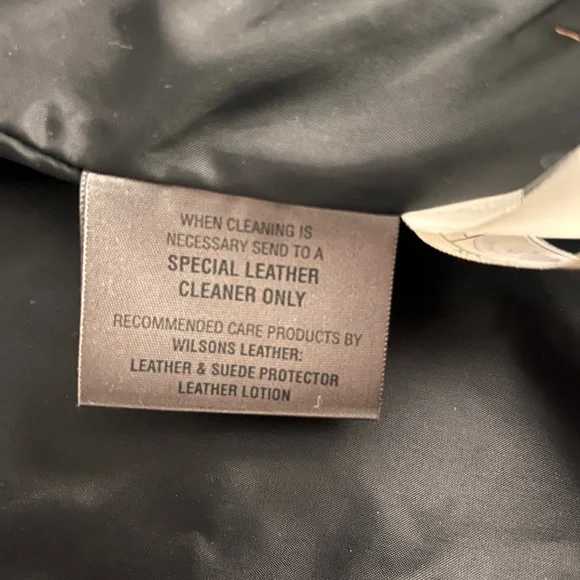 WHEN CLEANING IS
NECESSARY SEND TO A
SPECIAL LEATHER
CLEANER ONLY
RECOMMENDED CARE PRODUCTS BY
WILSONS LEATHER:
LEATHER & SUEDE PROTECTOR
LEATHER LOTION